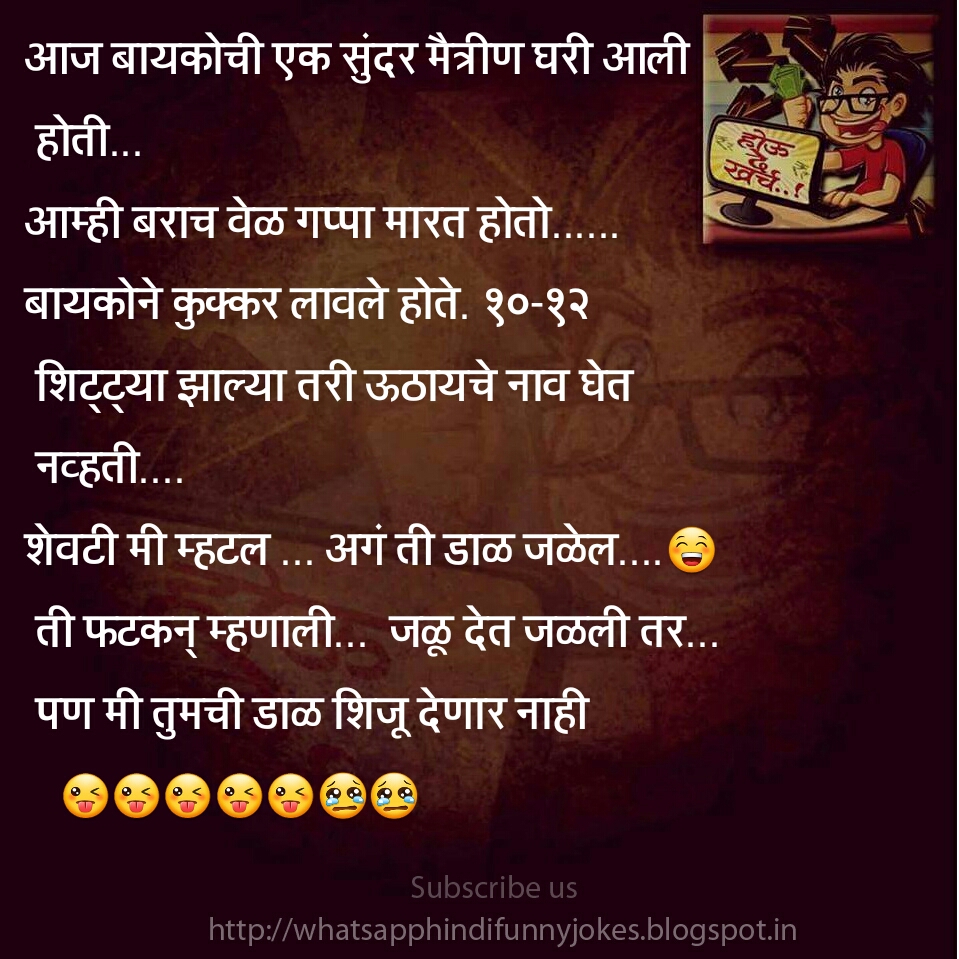 आज बायकोची एक सुंदर मैत्रीण घरी आली
होती...
आम्ही बराच वेळ गप्पा मारत होतो......
बायकोने कुक्कर लावले होते. १०-१२
शिट्ट्या झाल्या तरी ऊठायचे नाव घेत
नव्हती....
शेवटी मी म्हटल ... अगं ती डाळ जळेल....😁
ती फटकन् म्हणाली... जळू देत जळली तर...
पण मी तुमची डाळ शिजू देणार नाही
😜😜😜😜😜😢😢
होऊ
दे
खर्च..!
Subscribe us
http://whatsapphindifunnyjokes.blogspot.in